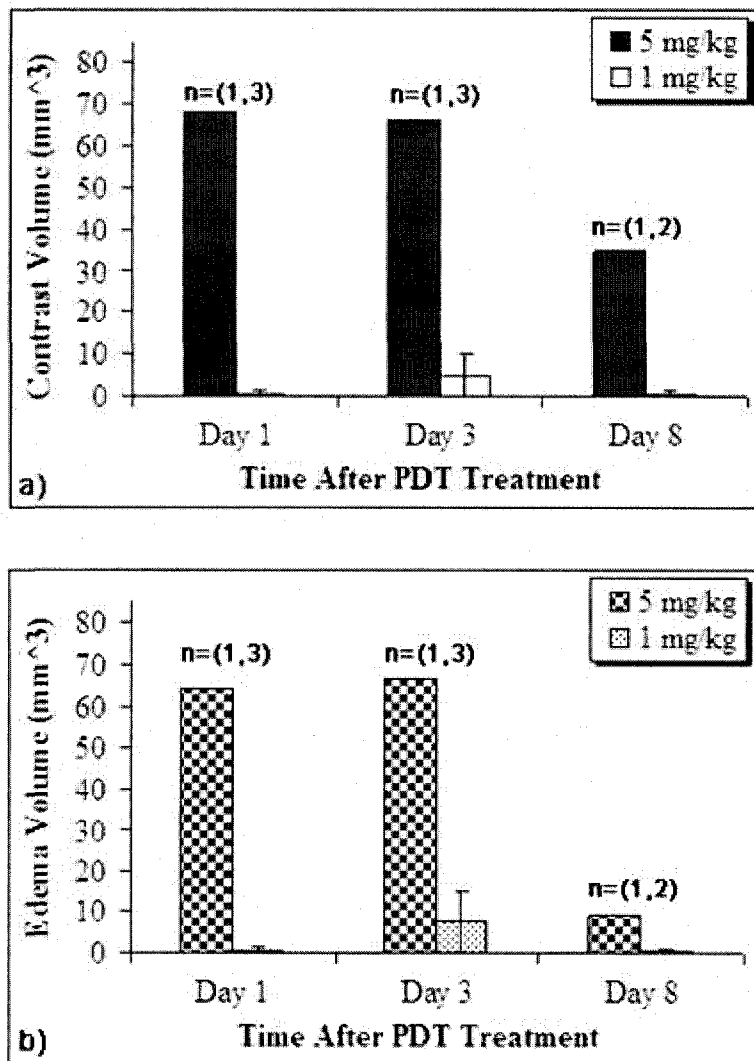 5 mg/kg
1 mg/kg
Contrast Volume (mm^3)
80
70
60
50
40
30
20
10
0
n=(1,3)
n=(1,3)
n=(1,2)
Day 1
Day 3
Day 8
Time After PDT Treatment
a)
5 mg/kg
1 mg/kg
Edema Volume (mm^3)
80
70
60
50
40
30
20
10
0
n=(1,3)
n=(1,3)
n=(1,2)
Day 1
Day 3
Day 8
Time After PDT Treatment
b)